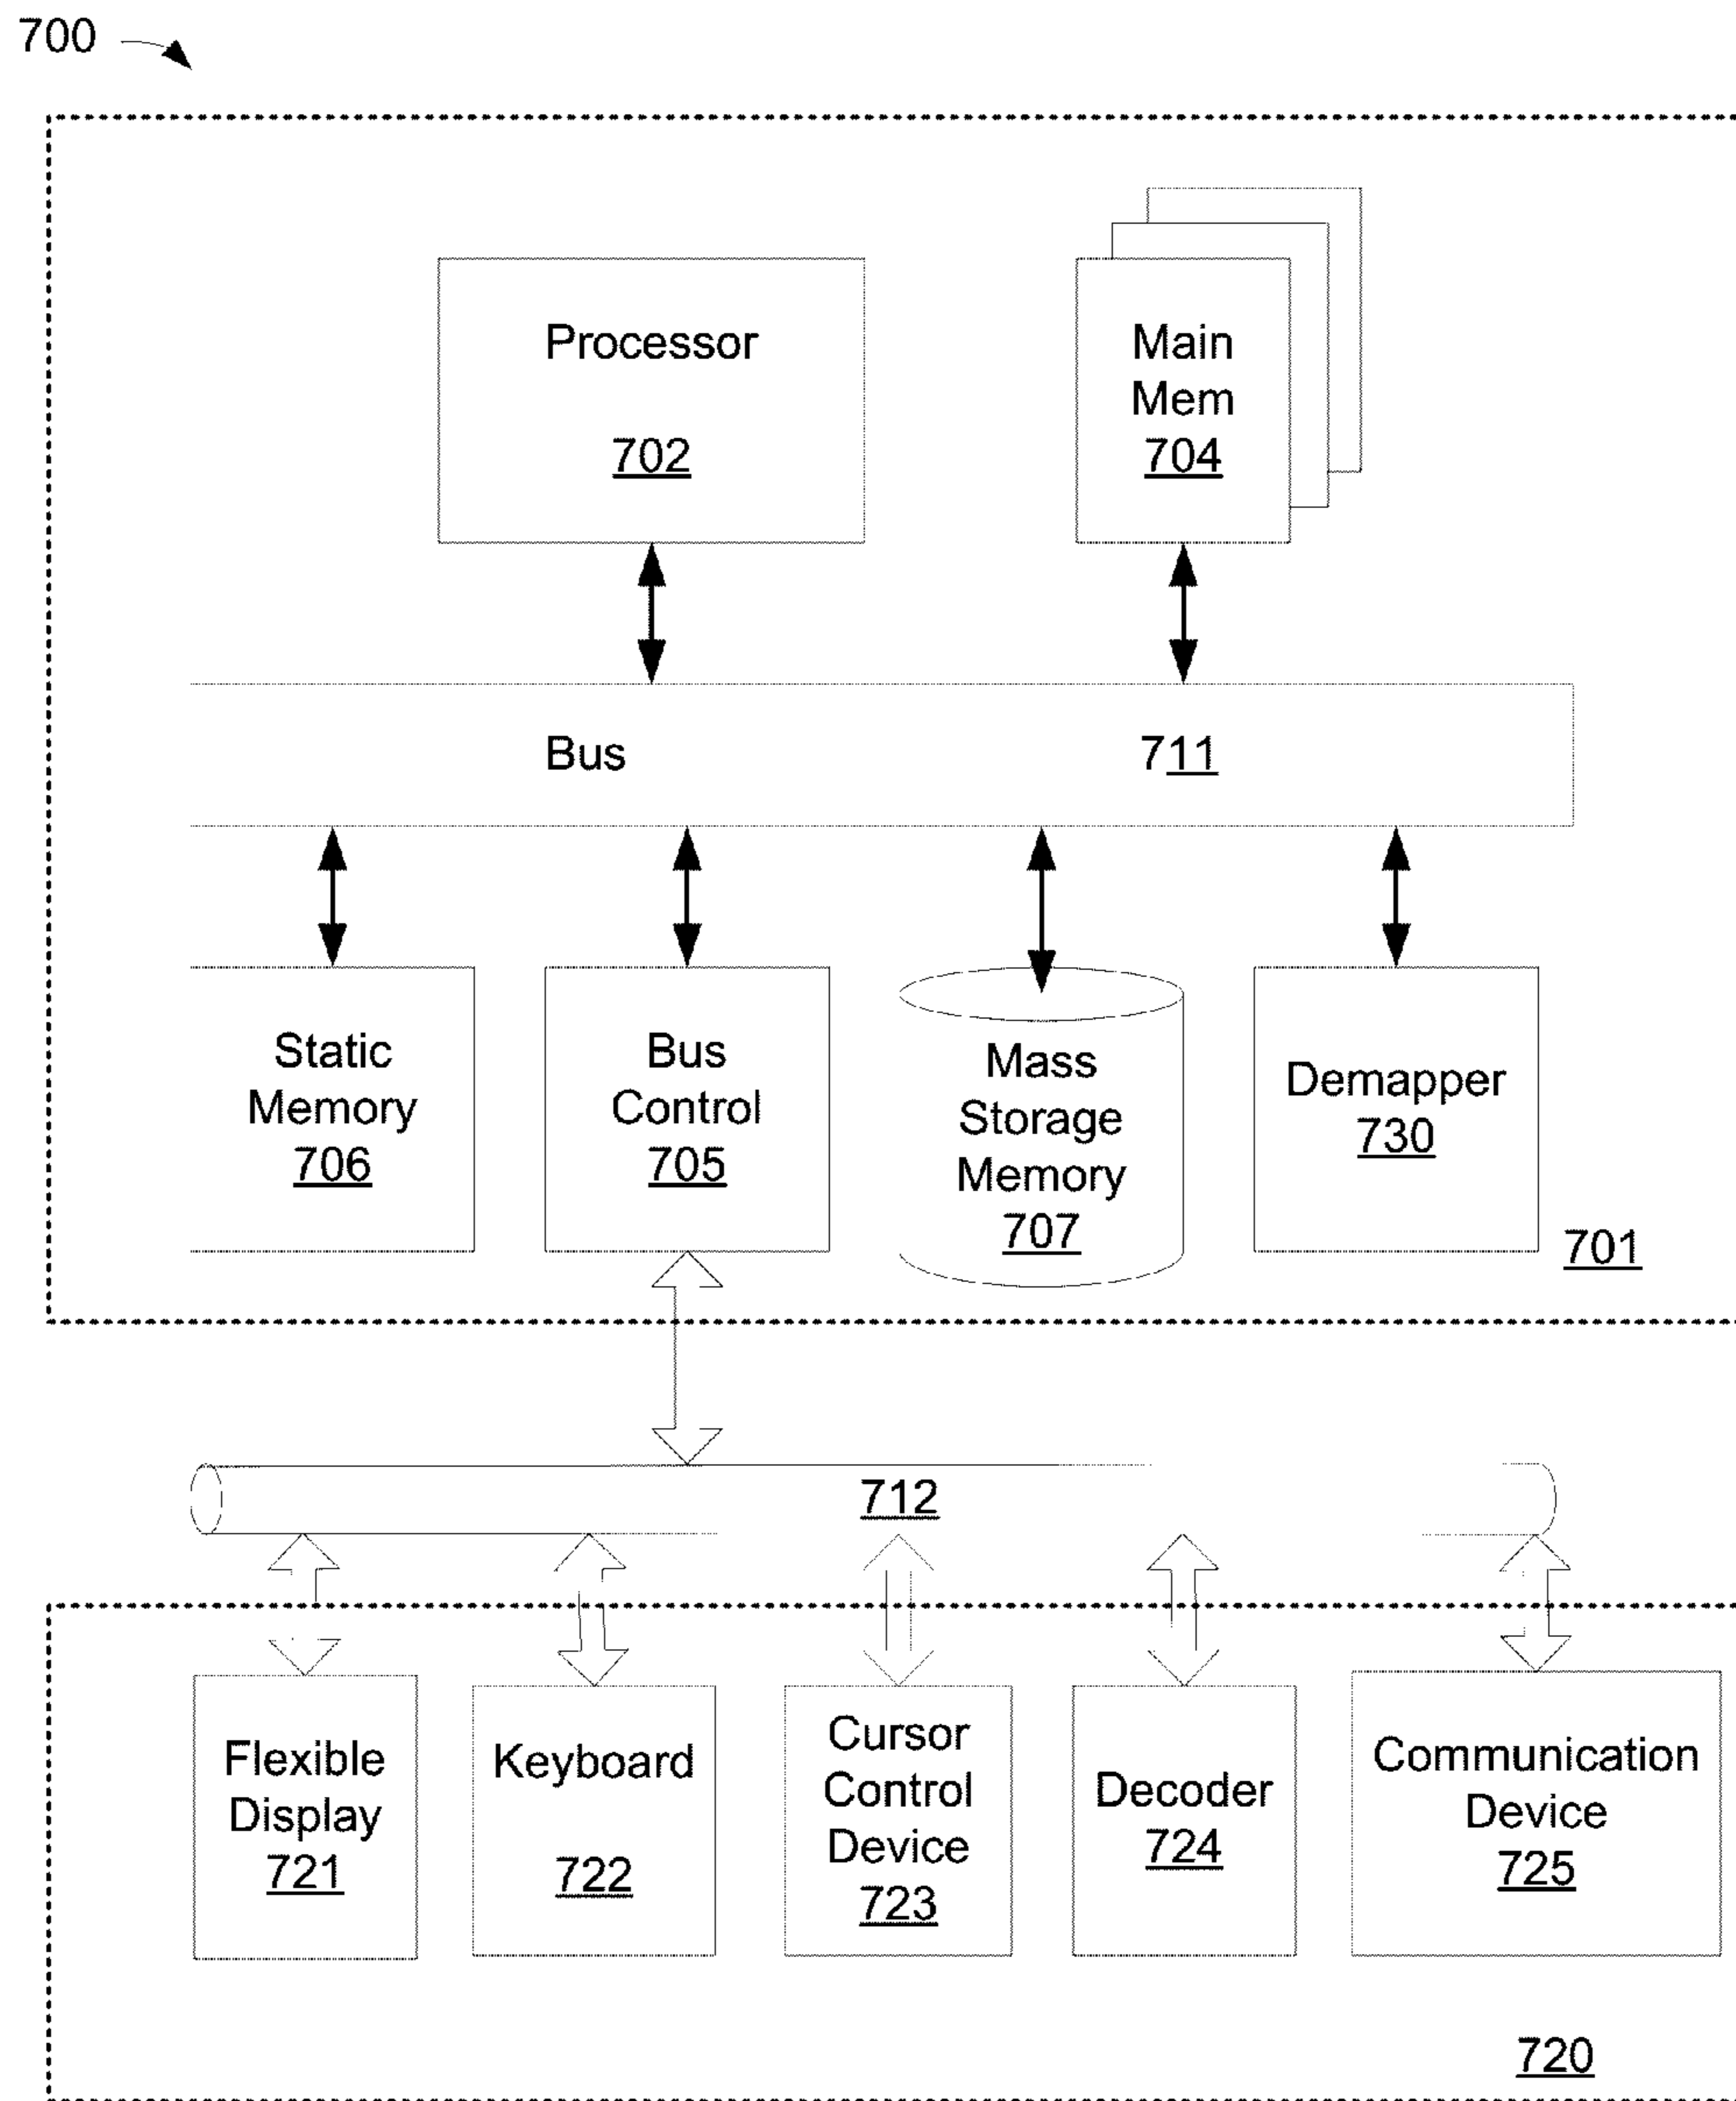 700
Processor
702
Main
Mem
704
Bus 711
Static
Memory
706
Bus
Control
705
Mass
Storage
Memory
707
Demapper
730
701
712
Flexible
Display
721
Keyboard
722
Cursor
Control
Device
723
Decoder
724
Communication
Device
725
720